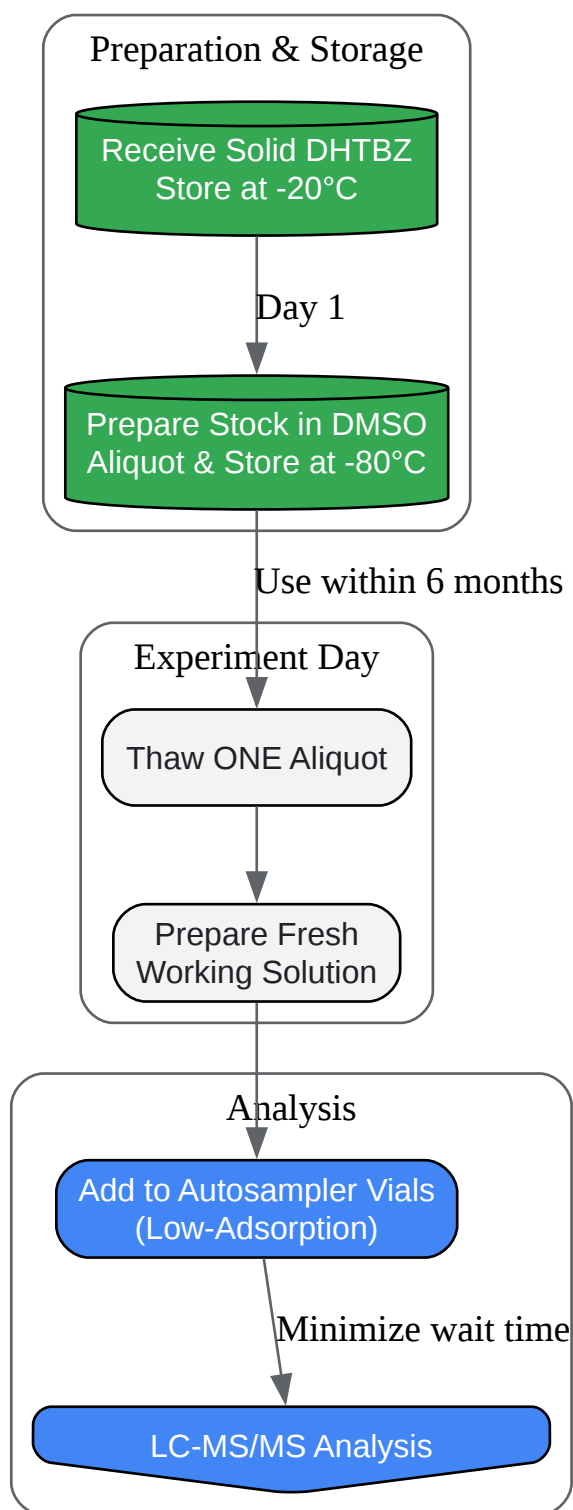 Preparation & Storage
Receive Solid DHTBZ
Store at -20°C
Day 1
Prepare Stock in DMSO
Aliquot & Store at -80°C
Use within 6 months
Experiment Day
Thaw ONE Aliquot
Prepare Fresh
Working Solution
Analysis
Add to Autosampler Vials
(Low-Adsorption)
Minimize wait time
LC-MS/MS Analysis